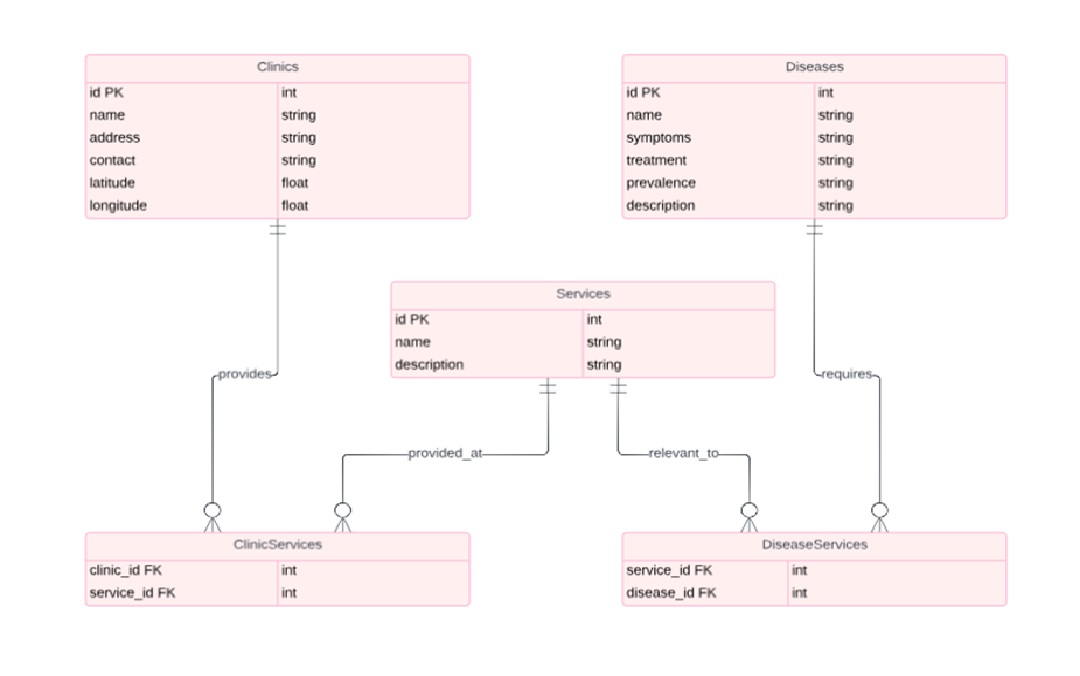 Clinics
id PK int
name string
address string
contact string
latitude float
longitude float
Diseases
id PK int
name string
symptoms string
treatment string
prevalence string
description string
Services
id PK int
name string
description string
provides
requires
provided_at
relevant_to
ClinicServices
clinic_id FK int
service_id FK int
DiseaseServices
service_id FK int
disease_id FK int